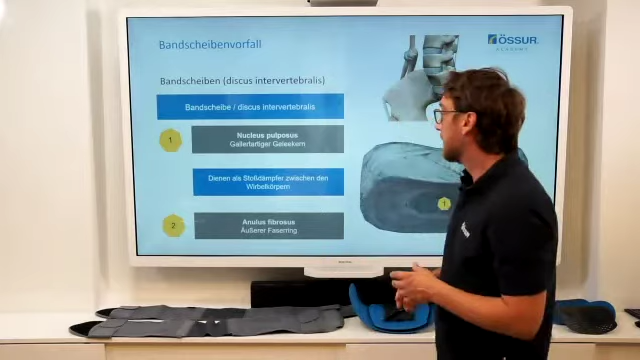 Bandscheibenvorfall
ÖSSUR
ACADEMY
Bandscheiben (discus intervertebralis)
Bandscheibe / discus intervertebralis
1
Nucleus pulposus
Gallertartiger Geleekern
Dienen als Stoßdämpfer zwischen den
Wirbelkörpern
1
2
Anulus fibrosus
Äußerer Faserring